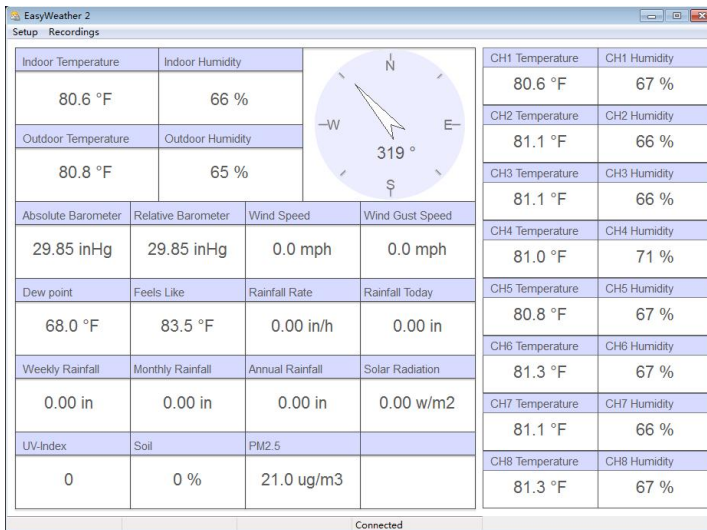 EasyWeather 2
Setup Recordings
Indoor Temperature Indoor Humidity
80.6 °F 66 %
Outdoor Temperature Outdoor Humidity
80.8 °F 65 %
N
W E
319 °
S
Absolute Barometer Relative Barometer Wind Speed Wind Gust Speed
29.85 inHg 29.85 inHg 0.0 mph 0.0 mph
Dew point Feels Like Rainfall Rate Rainfall Today
68.0 °F 83.5 °F 0.00 in/h 0.00 in
Weekly Rainfall Monthly Rainfall Annual Rainfall Solar Radiation
0.00 in 0.00 in 0.00 in 0.00 w/m2
UV-Index Soil PM2.5
0 0 % 21.0 ug/m3
CH1 Temperature CH1 Humidity
80.6 °F 67 %
CH2 Temperature CH2 Humidity
81.1 °F 66 %
CH3 Temperature CH3 Humidity
81.1 °F 66 %
CH4 Temperature CH4 Humidity
81.0 °F 71 %
CH5 Temperature CH5 Humidity
80.8 °F 67 %
CH6 Temperature CH6 Humidity
81.3 °F 67 %
CH7 Temperature CH7 Humidity
81.1 °F 66 %
CH8 Temperature CH8 Humidity
81.3 °F 67 %
Connected